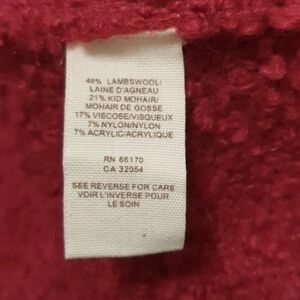 48% LAMBSWOOL/
LAINE D'AGNEAU
21% KID MOHAIR/
MOHAIR DE GOSSE
17% VISCOSE/VISQUEUX
7% NYLON/NYLON
7% ACRYLIC/ACRYLIQUE
RN 66170
CA 32054
SEE REVERSE FOR CARE
VOIR L'INVERSE POUR
LE SOIN